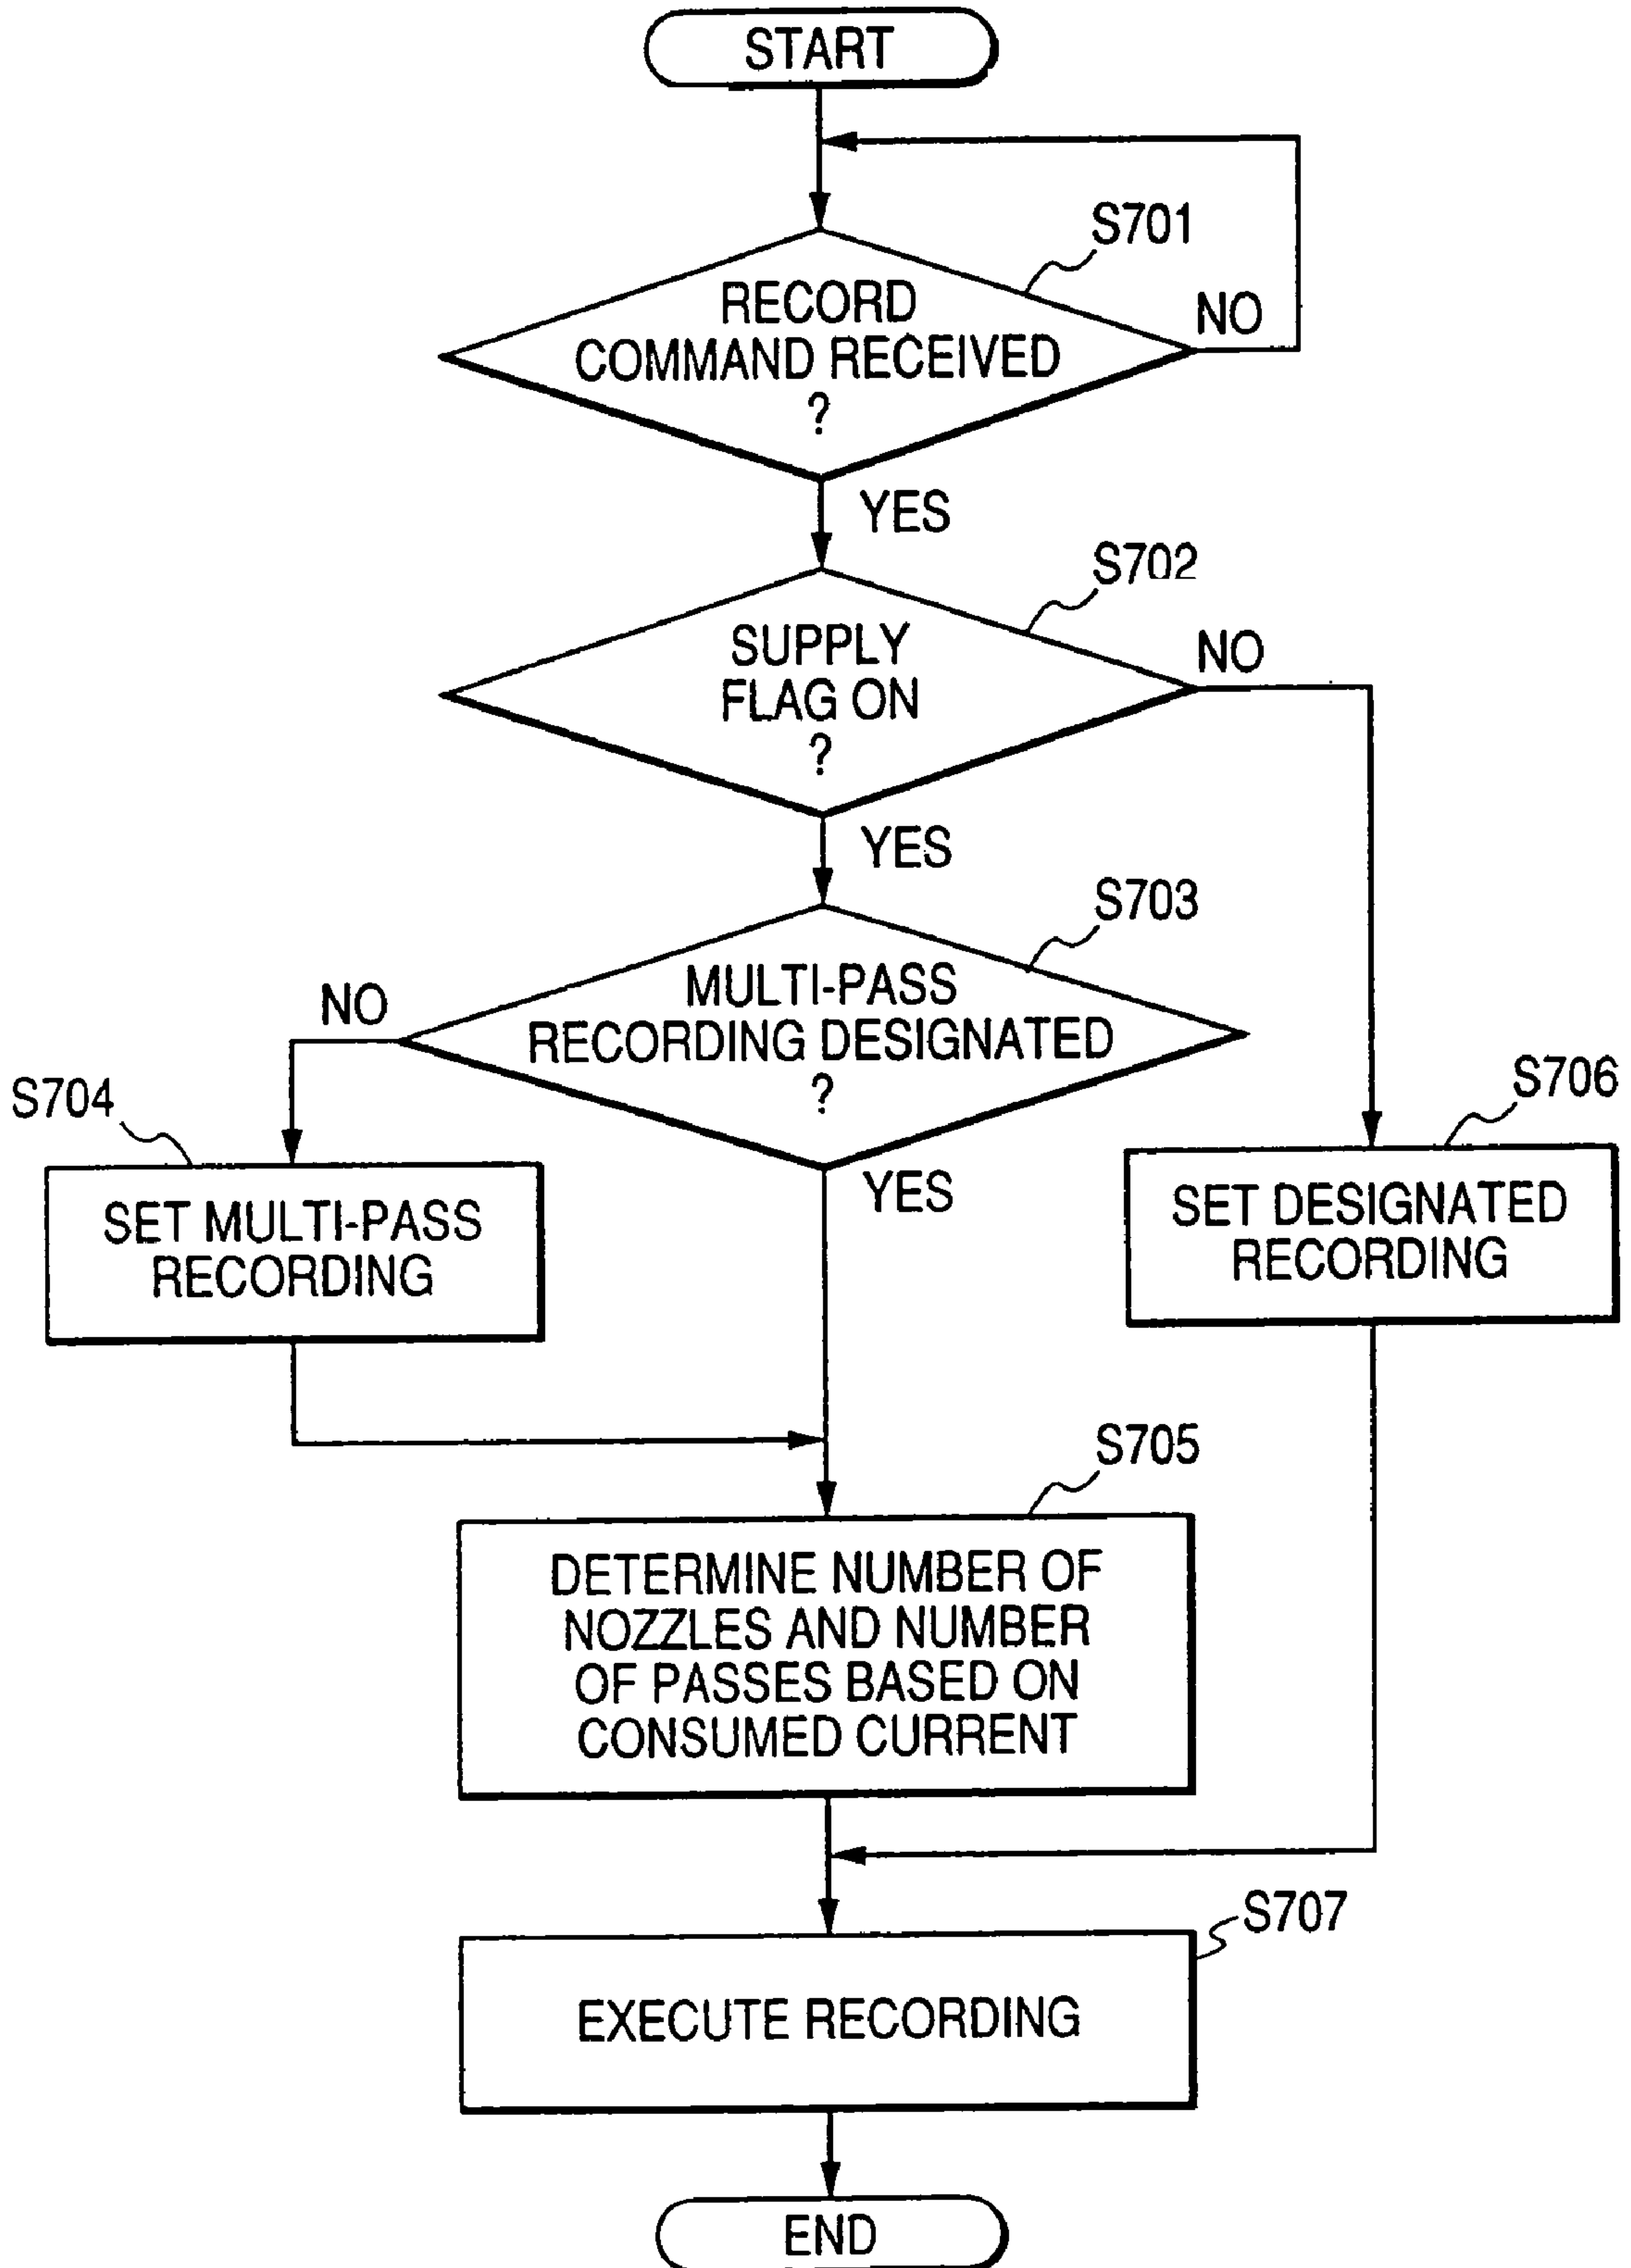 START
S701
RECORD
COMMAND RECEIVED
?
NO
YES
S702
SUPPLY
FLAG ON
?
NO
YES
S703
MULTI-PASS
RECORDING DESIGNATED
?
NO
YES
S704
SET MULTI-PASS
RECORDING
S706
SET DESIGNATED
RECORDING
S705
DETERMINE NUMBER OF
NOZZLES AND NUMBER
OF PASSES BASED ON
CONSUMED CURRENT
S707
EXECUTE RECORDING
END